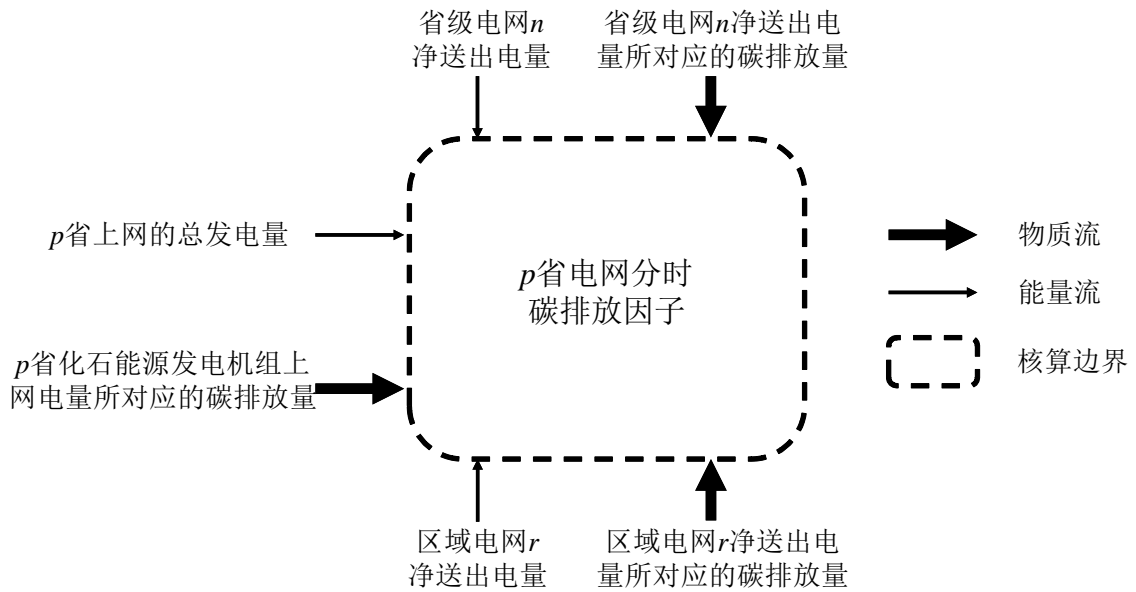 省级电网n
净送出电量
省级电网n净送出电
量所对应的碳排放量
p省上网的总发电量
p省电网分时
碳排放因子
p省化石能源发电机组上
网电量所对应的碳排放量
区域电网r
净送出电量
区域电网r净送出电
量所对应的碳排放量
物质流
能量流
核算边界